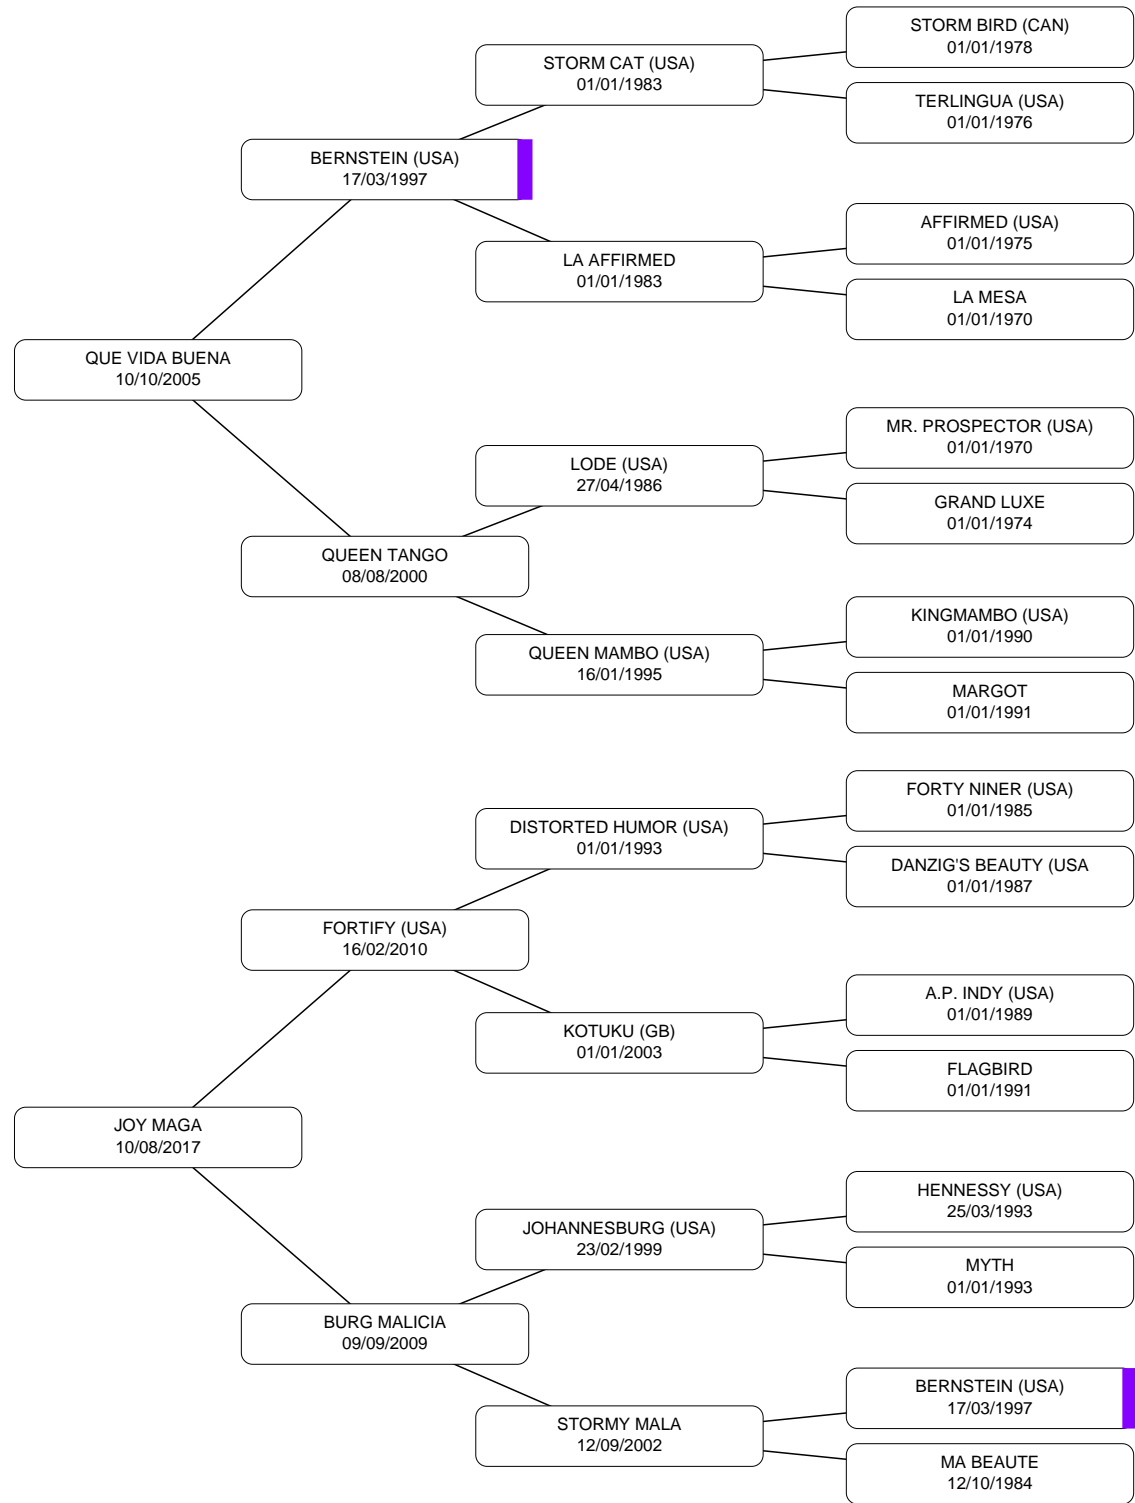 STORM BIRD (CAN)
01/01/1978
STORM CAT (USA)
01/01/1983
TERLINGUA (USA)
01/01/1976
BERNSTEIN (USA)
17/03/1997
AFFIRMED (USA)
01/01/1975
LA AFFIRMED
01/01/1983
LA MESA
01/01/1970
QUE VIDA BUENA
10/10/2005
MR. PROSPECTOR (USA)
01/01/1970
LODE (USA)
27/04/1986
GRAND LUXE
01/01/1974
QUEEN TANGO
08/08/2000
KINGMAMBO (USA)
01/01/1990
QUEEN MAMBO (USA)
16/01/1995
MARGOT
01/01/1991
FORTY NINER (USA)
01/01/1985
DISTORTED HUMOR (USA)
01/01/1993
DANZIG'S BEAUTY (USA
01/01/1987
FORTIFY (USA)
16/02/2010
A.P. INDY (USA)
01/01/1989
KOTUKU (GB)
01/01/2003
FLAGBIRD
01/01/1991
JOY MAGA
10/08/2017
HENNESSY (USA)
25/03/1993
JOHANNESBURG (USA)
23/02/1999
MYTH
01/01/1993
BURG MALICIA
09/09/2009
BERNSTEIN (USA)
17/03/1997
STORMY MALA
12/09/2002
MA BEAUTE
12/10/1984